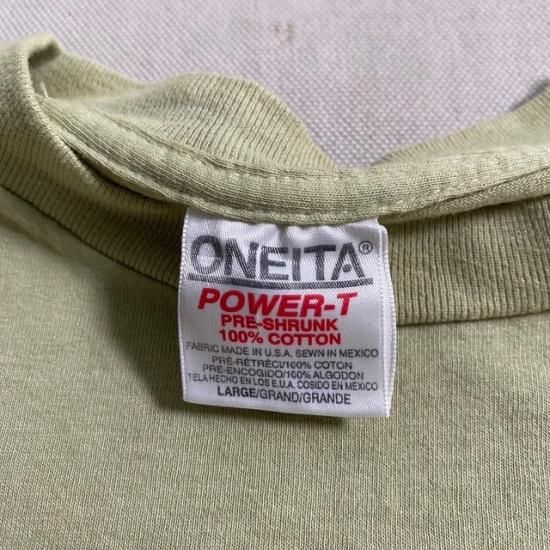 ONEITA®
POWER-T
PRE-SHRUNK
100% COTTON
FABRIC MADE IN U.S.A. SEWN IN MEXICO
PRÉ-RÉTRÉCI/100% COTON
PRE-ENCOGIDO/100% ALGODON
TELA HECHO EN LOS E.U.A. COSIDO EN MEXICO
LARGE/GRAND/GRANDE